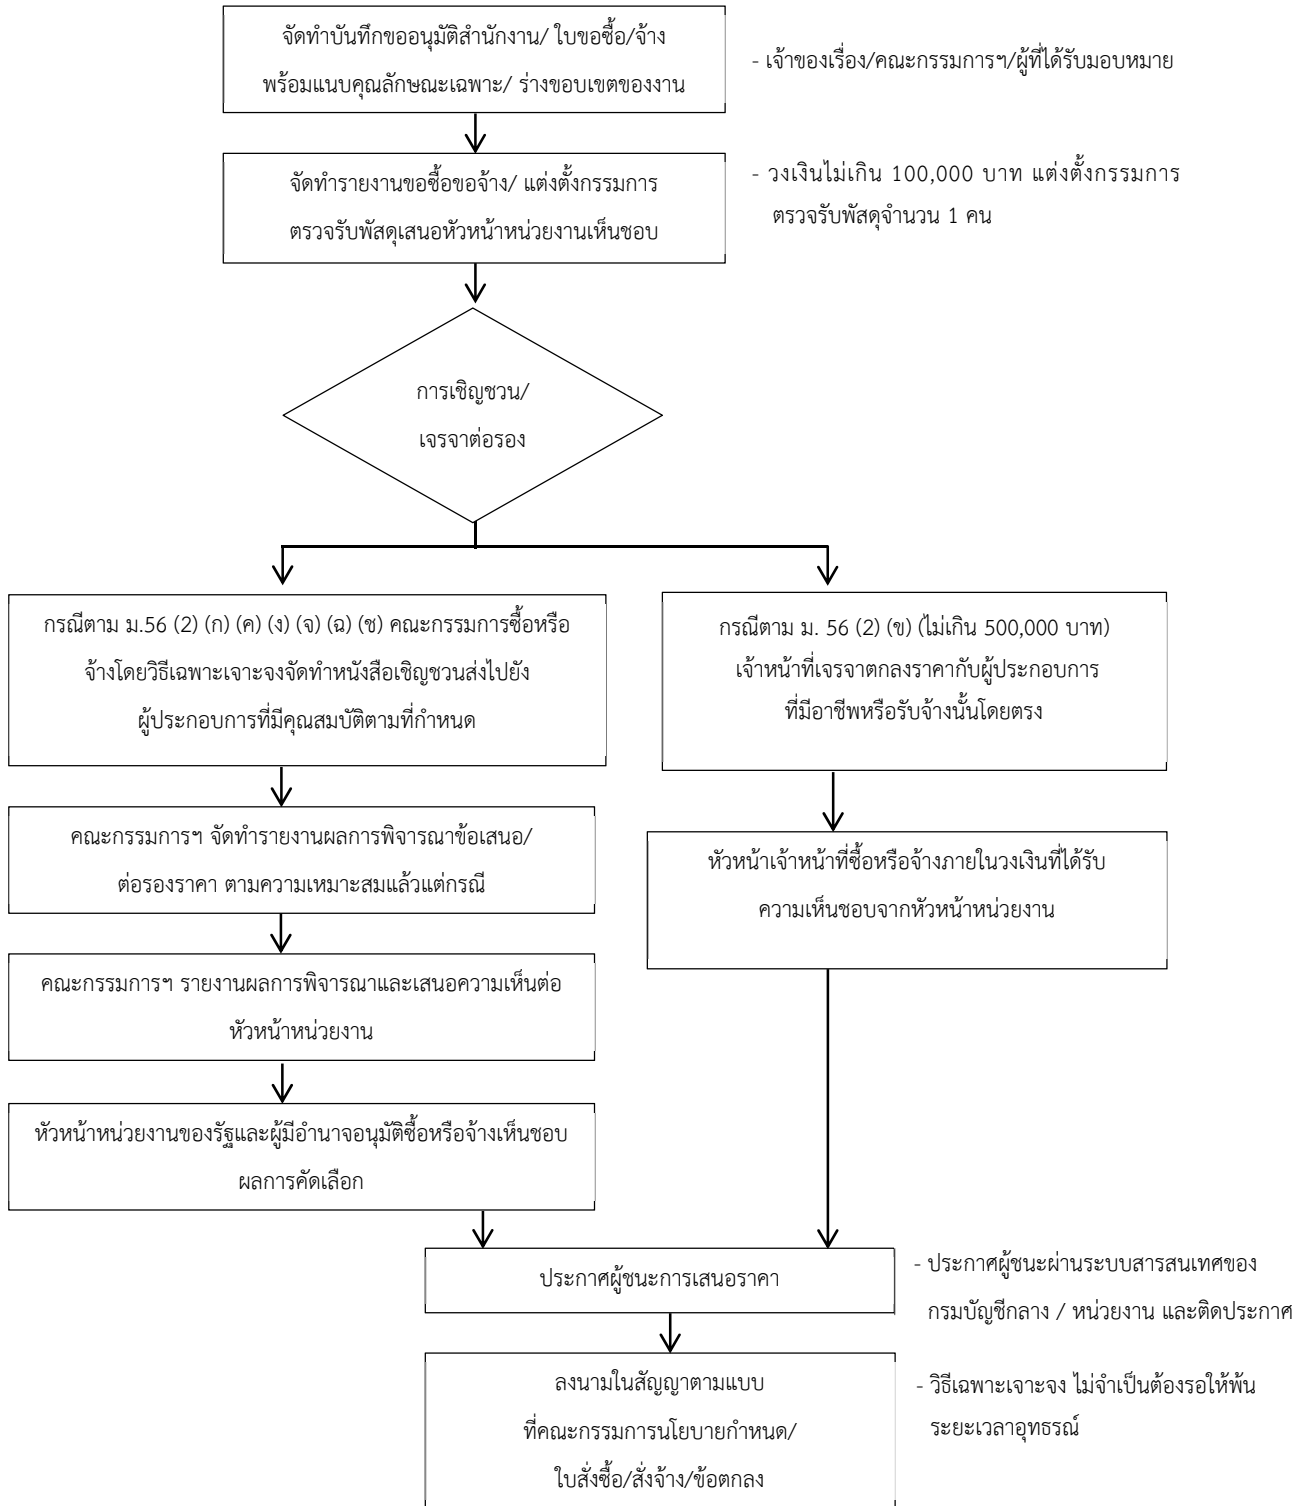 จัดทำบันทึกขออนุมัติสำนักงาน/ ใบขอซื้อ/จ้าง
พร้อมแนบคุณลักษณะเฉพาะ/ ร่างขอบเขตของงาน
- เจ้าของเรื่อง/คณะกรรมการฯ/ผู้ที่ได้รับมอบหมาย
จัดทำรายงานขอซื้อขอจ้าง/ แต่งตั้งกรรมการ
ตรวจรับพัสดุเสนอหัวหน้าหน่วยงานเห็นชอบ
- วงเงินไม่เกิน 100,000 บาท แต่งตั้งกรรมการ
ตรวจรับพัสดุจำนวน 1 คน
การเชิญชวน/
เจรจาต่อรอง
กรณีตาม ม.56 (2) (ก) (ค) (ง) (จ) (ฉ) (ช) คณะกรรมการซื้อหรือ
จ้างโดยวิธีเฉพาะเจาะจงจัดทำหนังสือเชิญชวนส่งไปยัง
ผู้ประกอบการที่มีคุณสมบัติตามที่กำหนด
กรณีตาม ม. 56 (2) (ข) (ไม่เกิน 500,000 บาท)
เจ้าหน้าที่เจรจาตกลงราคากับผู้ประกอบการ
ที่มีอาชีพหรือรับจ้างนั้นโดยตรง
คณะกรรมการฯ จัดทำรายงานผลการพิจารณาข้อเสนอ/
ต่อรองราคา ตามความเหมาะสมแล้วแต่กรณี
หัวหน้าเจ้าหน้าที่ซื้อหรือจ้างภายในวงเงินที่ได้รับ
ความเห็นชอบจากหัวหน้าหน่วยงาน
คณะกรรมการฯ รายงานผลการพิจารณาและเสนอความเห็นต่อ
หัวหน้าหน่วยงาน
หัวหน้าหน่วยงานของรัฐและผู้มีอำนาจอนุมัติซื้อหรือจ้างเห็นชอบ
ผลการคัดเลือก
ประกาศผู้ชนะการเสนอราคา
- ประกาศผู้ชนะผ่านระบบสารสนเทศของ
กรมบัญชีกลาง / หน่วยงาน และติดประกาศ
ลงนามในสัญญาตามแบบ
ที่คณะกรรมการนโยบายกำหนด/
ใบสั่งซื้อ/สั่งจ้าง/ข้อตกลง
- วิธีเฉพาะเจาะจง ไม่จำเป็นต้องรอให้พ้น
ระยะเวลาอุทธรณ์